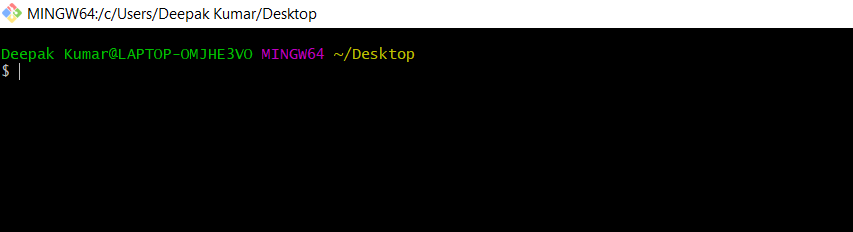 MINGW64:/c/Users/Deepak Kumar/Desktop
Deepak Kumar@LAPTOP-OMJHE3VO MINGW64 ~/Desktop
$